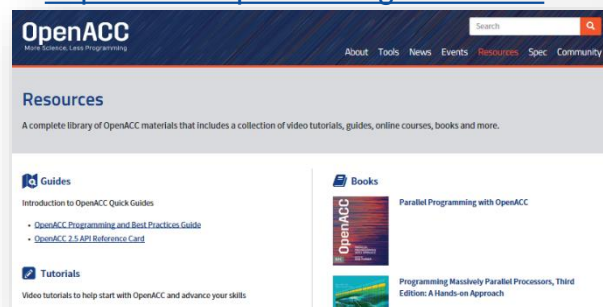 OpenACC
More Science, Less Programming
Search
About Tools News Events Resources Spec Community
Resources
A complete library of OpenACC materials that includes a collection of video tutorials, guides, online courses, books and more.
Guides
Introduction to OpenACC Quick Guides
• OpenACC Programming and Best Practices Guide
• OpenACC 2.5 API Reference Card
Tutorials
Video tutorials to help start with OpenACC and advance your skills
Books
OpenACC
Parallel Programming with OpenACC
Programming Massively Parallel Processors, Third
Edition: A Hands-on Approach